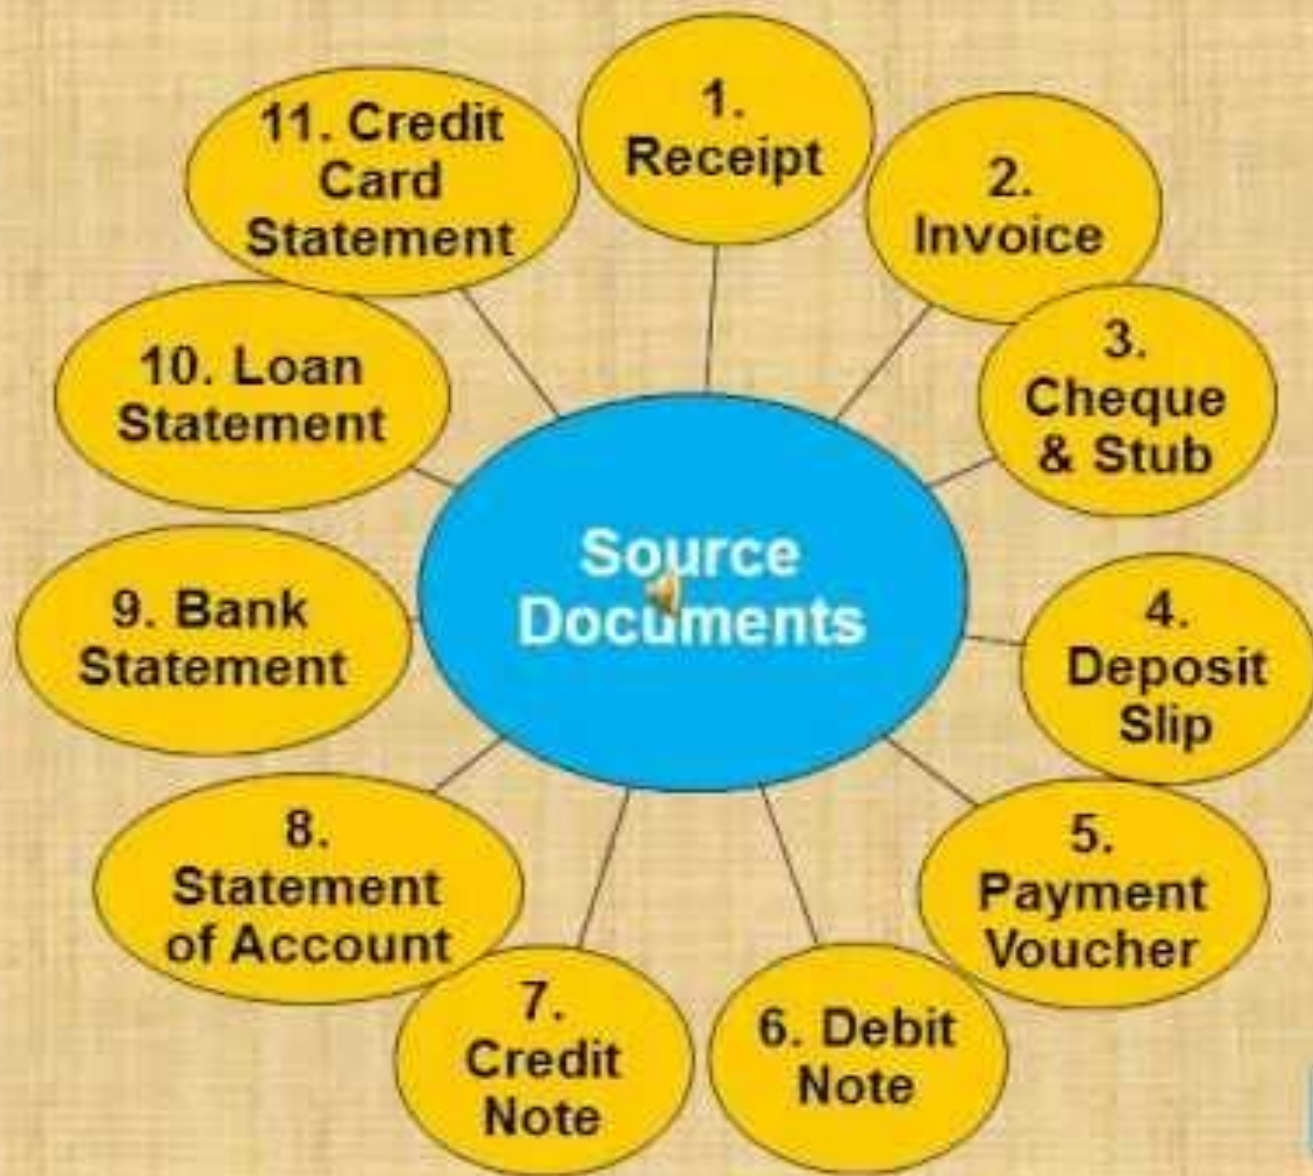 Source
Documents
1.
Receipt
2.
Invoice
3.
Cheque
& Stub
4.
Deposit
Slip
5.
Payment
Voucher
6. Debit
Note
7.
Credit
Note
8.
Statement
of Account
9. Bank
Statement
10. Loan
Statement
11. Credit
Card
Statement